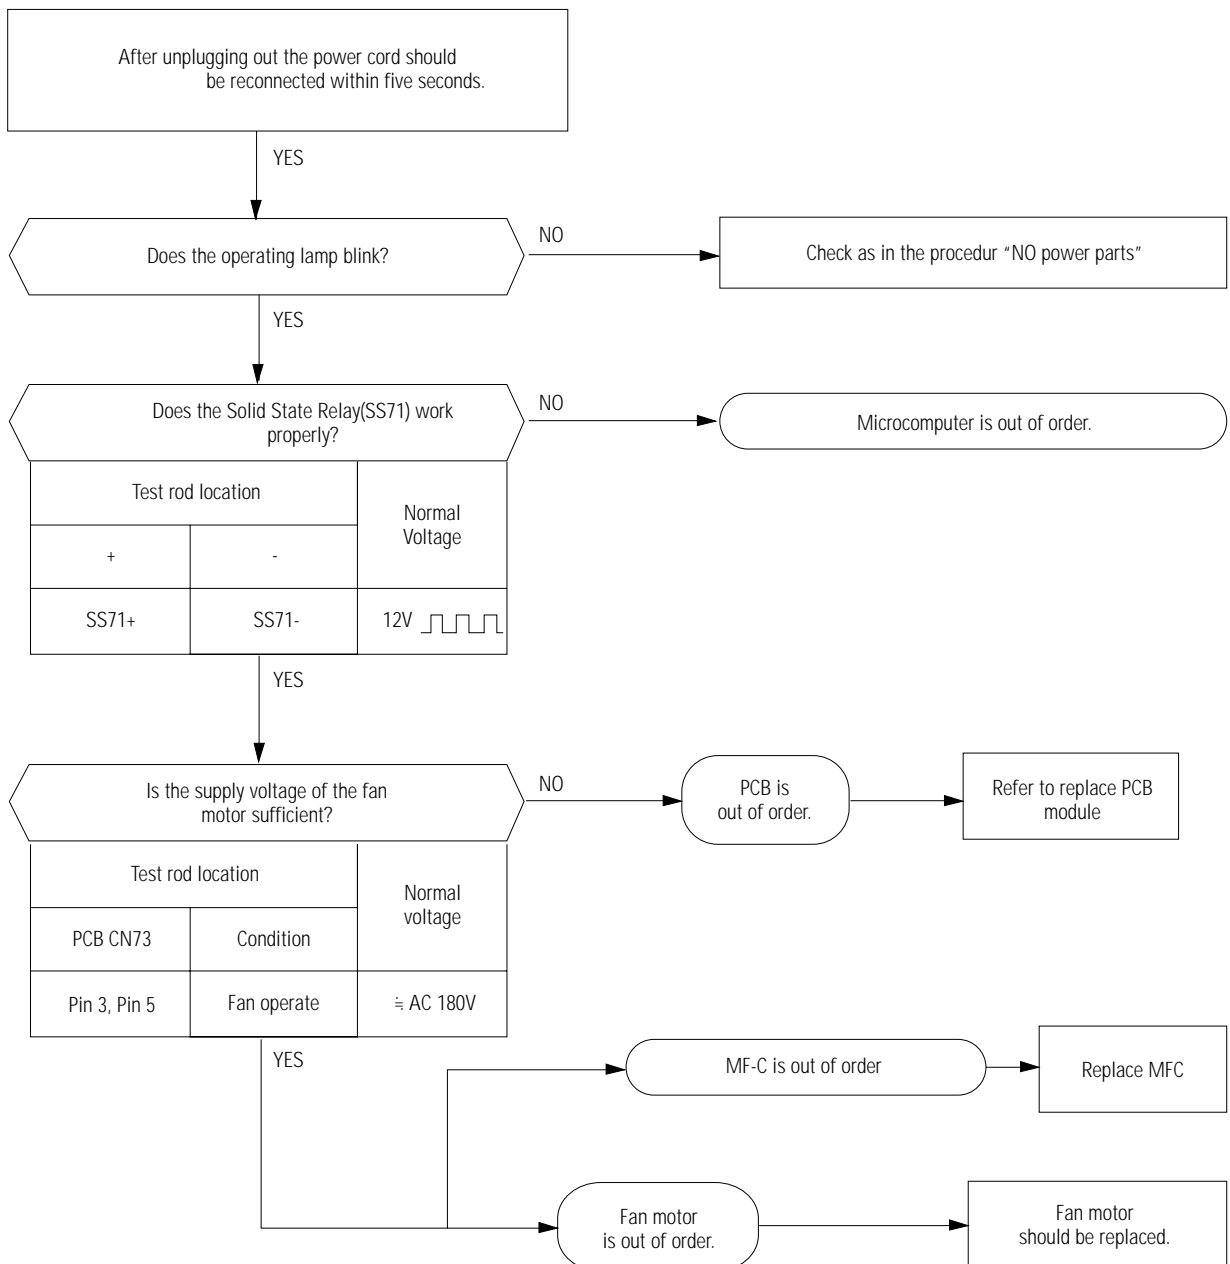 After unplugging out the power cord should
be reconnected within five seconds.
YES
Does the operating lamp blink?
NO
Check as in the procedur "NO power parts"
YES
Does the Solid State Relay(SS71) work
properly?
NO
Microcomputer is out of order.
Test rod location
Normal
Voltage
+
-
SS71+
SS71-
12V
YES
Is the supply voltage of the fan
motor sufficient?
NO
PCB is
out of order.
Refer to replace PCB
module
Test rod location
Normal
voltage
PCB CN73
Condition
Pin 3, Pin 5
Fan operate
≒ AC 180V
YES
MF-C is out of order
Replace MFC
Fan motor
is out of order.
Fan motor
should be replaced.